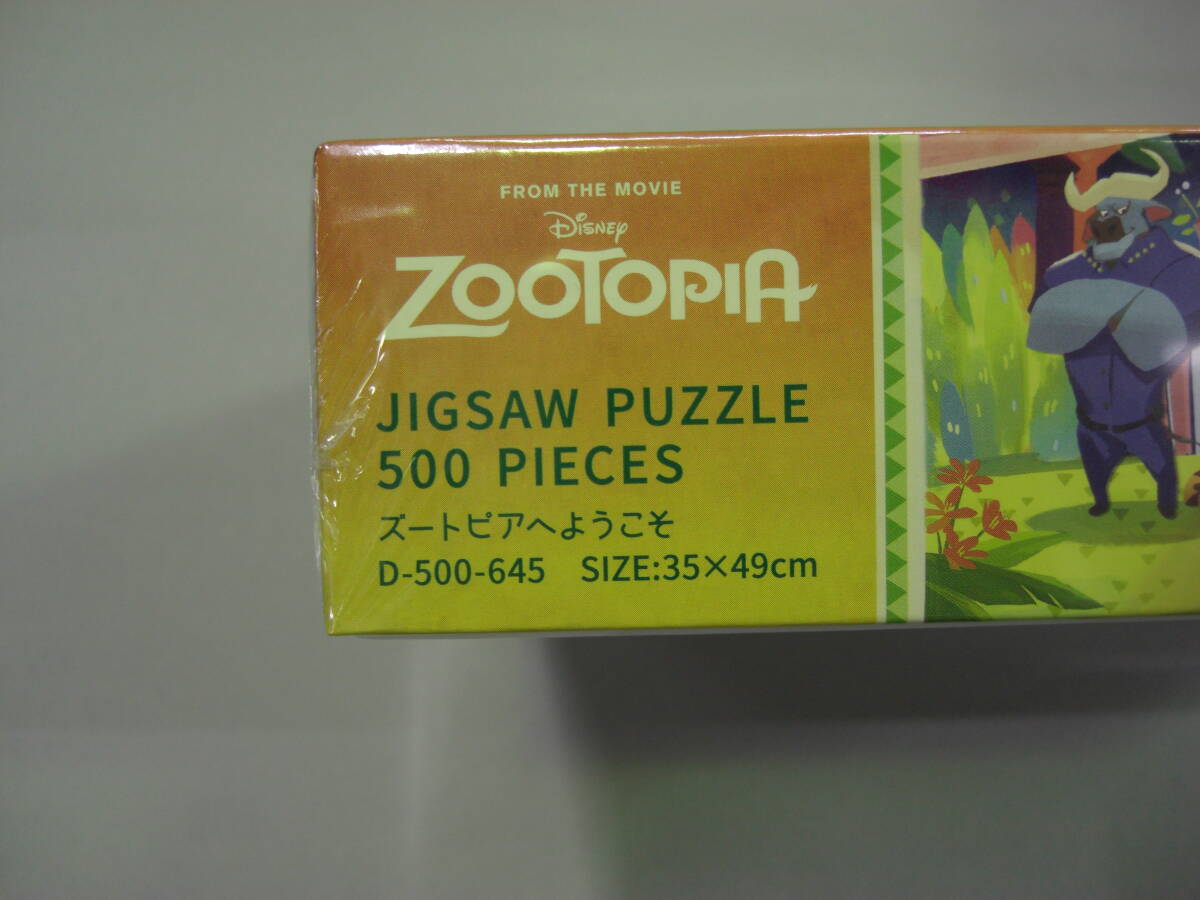 FROM THE MOVIE
Disney
ZOOTOPIA
JIGSAW PUZZLE
500 PIECES
ズートピアへようこそ
D-500-645 SIZE:35×49cm